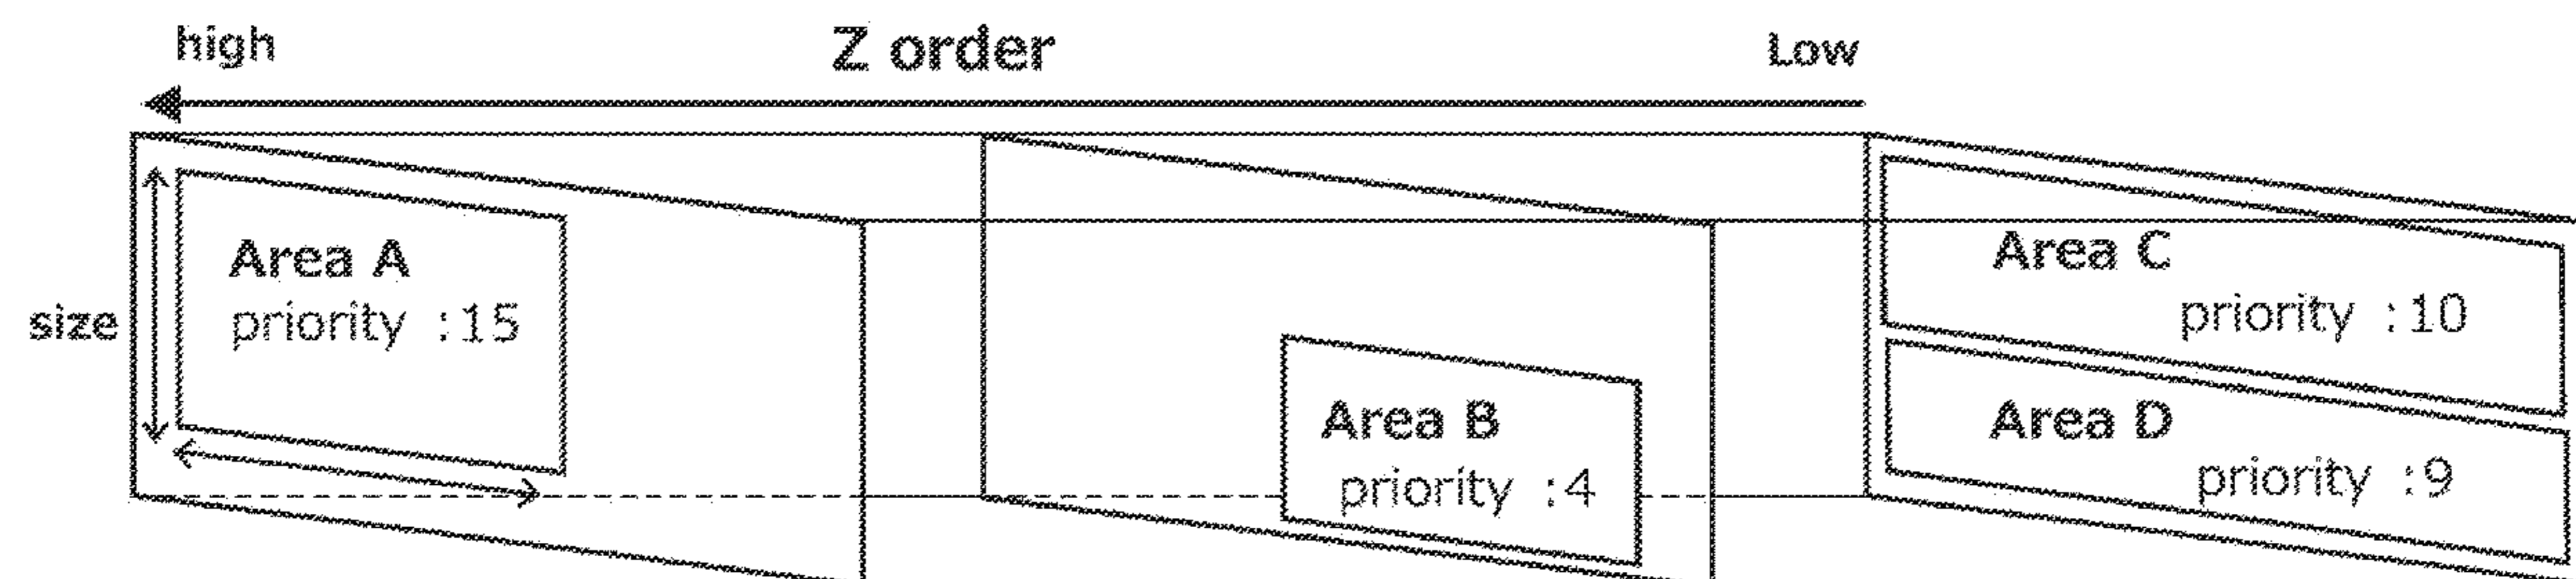 high Z order Low
Area A
priority :15
size
Area B
priority :4
Area C
priority :10
Area D
priority :9